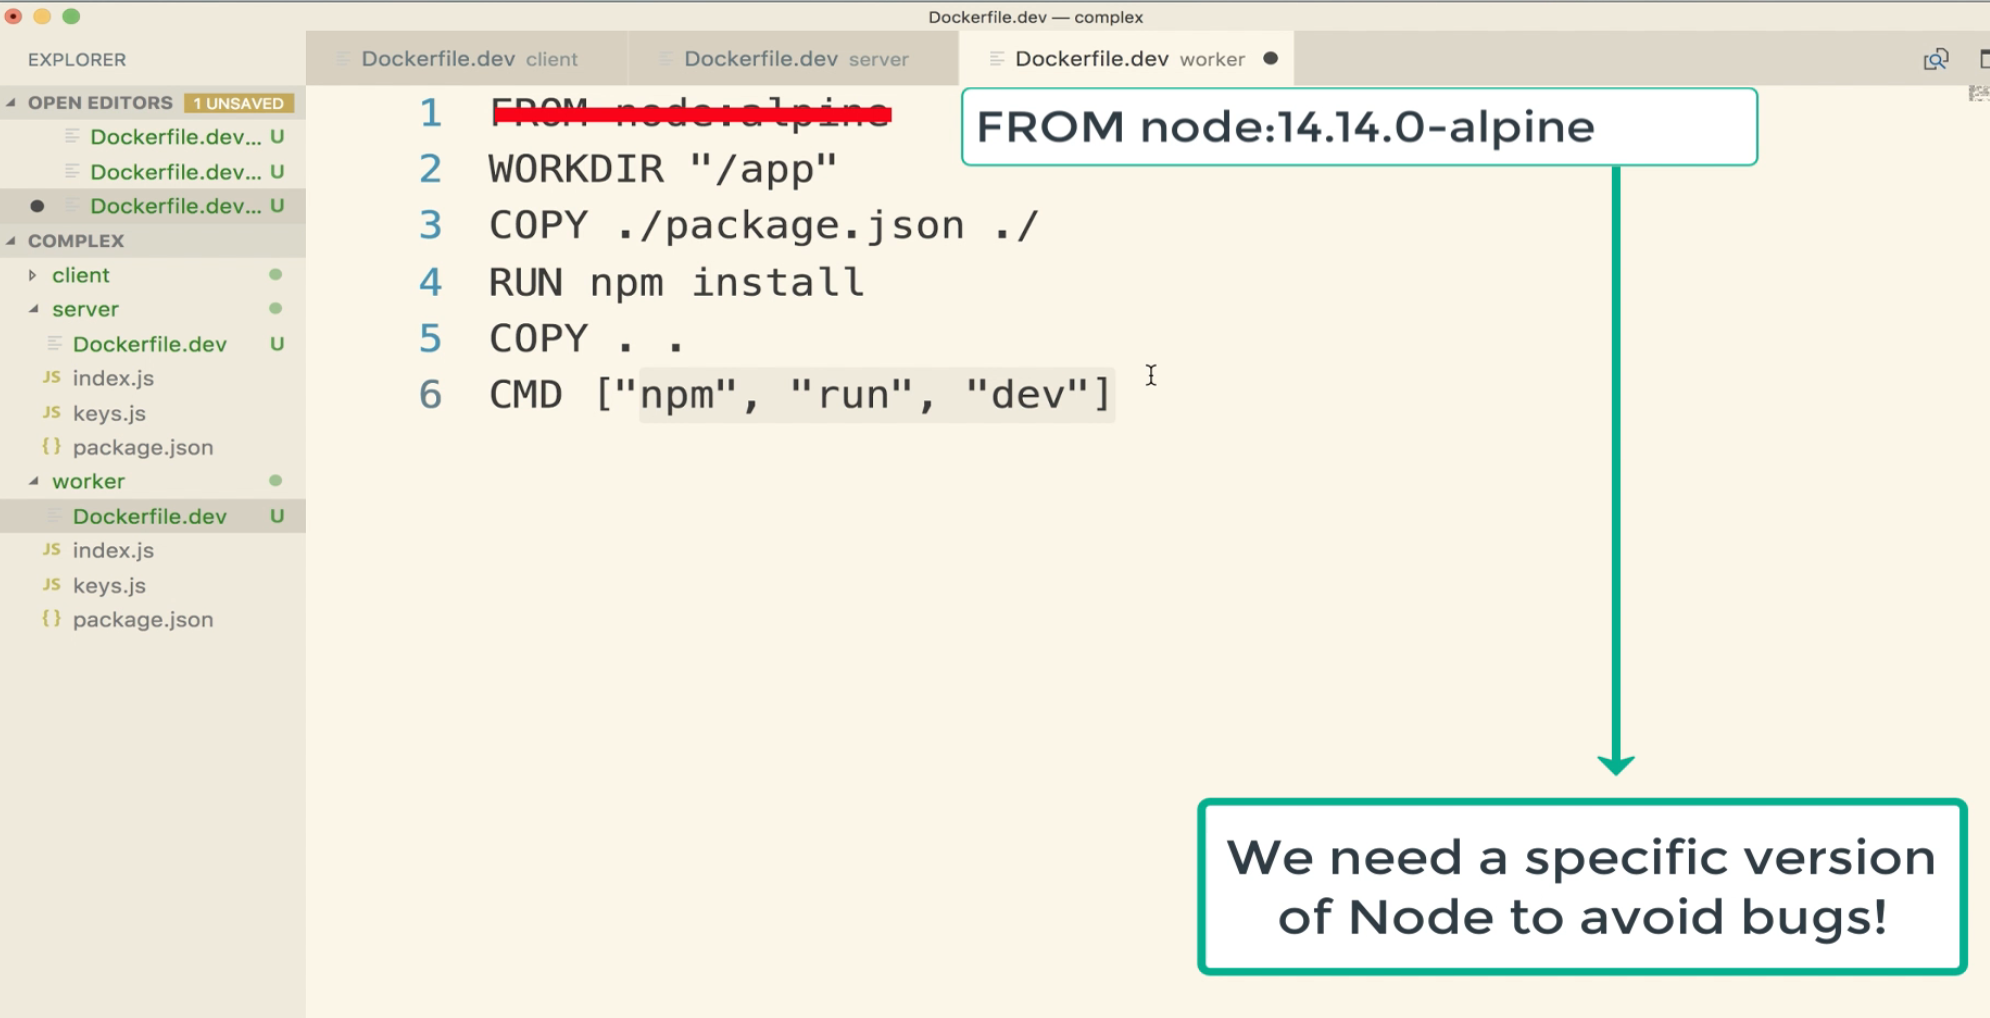 Dockerfile.dev — complex
EXPLORER
OPEN EDITORS 1 UNSAVED
Dockerfile.dev... U
Dockerfile.dev... U
Dockerfile.dev... U
COMPLEX
client
server
Dockerfile.dev U
JS index.js
JS keys.js
{} package.json
worker
Dockerfile.dev U
JS index.js
JS keys.js
{} package.json
Dockerfile.dev client
Dockerfile.dev server
Dockerfile.dev worker
1 FROM node:alpine
FROM node:14.14.0-alpine
2 WORKDIR "/app"
3 COPY ./package.json ./
4 RUN npm install
5 COPY . .
6 CMD ["npm", "run", "dev"]
We need a specific version
of Node to avoid bugs!